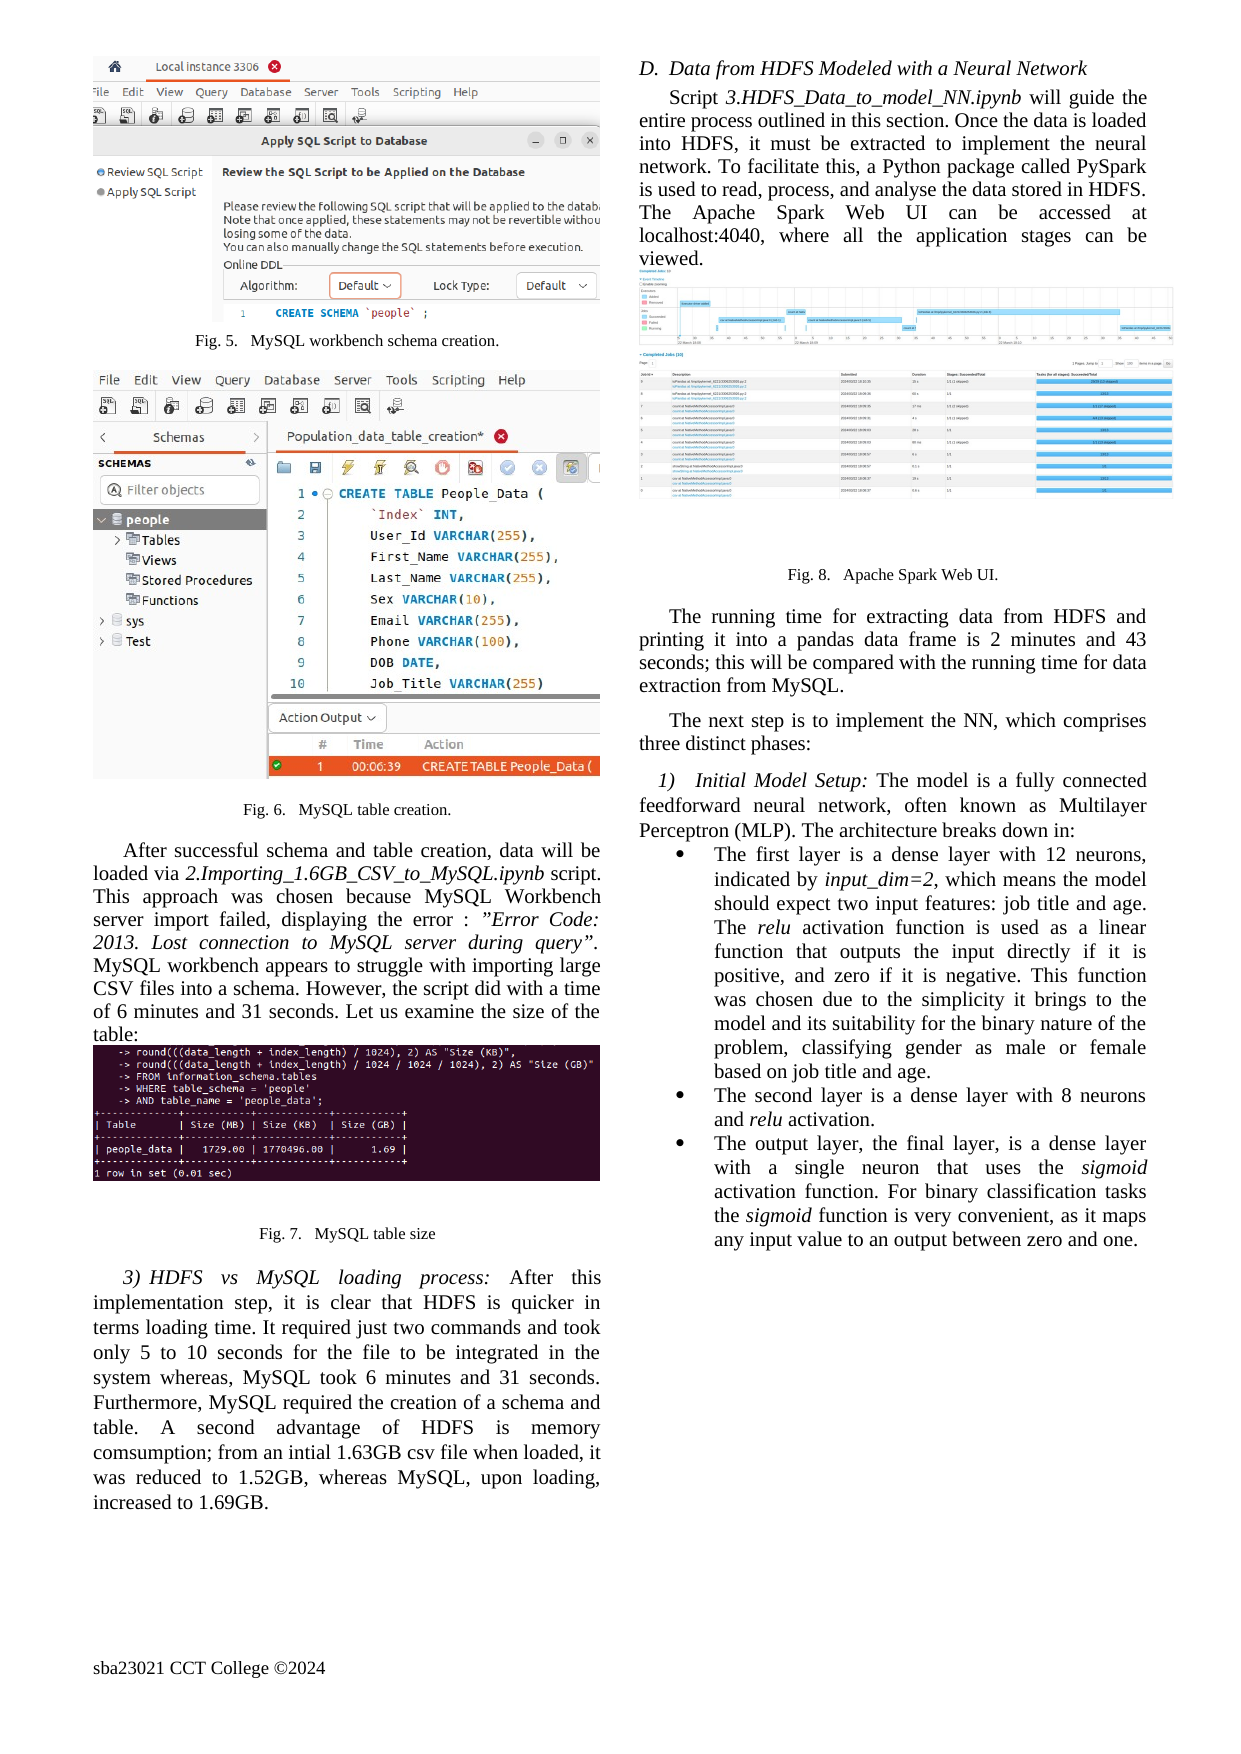 Local instance 3306
File Edit View Query Database Server Tools Scripting Help
Apply SQL Script to Database
Review SQL Script
Apply SQL Script
Review the SQL Script to be Applied on the Database
Please review the following SQL script that will be applied to the databa
Note that once applied, these statements may not be revertible withou
losing some of the data.
You can also manually change the SQL statements before execution.
Online DDL
Algorithm: Default Lock Type: Default
1 CREATE SCHEMA `people` ;
Fig. 5. MySQL workbench schema creation.
File Edit View Query Database Server Tools Scripting Help
Schemas
Population_data_table_creation*
SCHEMAS
Filter objects
people
Tables
Views
Stored Procedures
Functions
sys
Test
1 CREATE TABLE People_Data (
2 `Index` INT,
3 User_Id VARCHAR(255),
4 First_Name VARCHAR(255),
5 Last_Name VARCHAR(255),
6 Sex VARCHAR(10),
7 Email VARCHAR(255),
8 Phone VARCHAR(100),
9 DOB DATE,
10 Job_Title VARCHAR(255)
Action Output
# Time Action
1 00:06:39 CREATE TABLE People_Data (
Fig. 6. MySQL table creation.
After successful schema and table creation, data will be
loaded via 2.Importing_1.6GB_CSV_to_MySQL.ipynb script.
This approach was chosen because MySQL Workbench
server import failed, displaying the error : ”Error Code:
2013. Lost connection to MySQL server during query”.
MySQL workbench appears to struggle with importing large
CSV files into a schema. However, the script did with a time
of 6 minutes and 31 seconds. Let us examine the size of the
table:
-> round(((data_length + index_length) / 1024), 2) AS "Size (KB)",
-> round(((data_length + index_length) / 1024 / 1024 / 1024), 2) AS "Size (GB)"
-> FROM information_schema.tables
-> WHERE table_schema = 'people'
-> AND table_name = 'people_data';
+-------------+-----------+------------+-----------+
| Table | Size (MB) | Size (KB) | Size (GB) |
+-------------+-----------+------------+-----------+
| people_data | 1729.00 | 1770496.00 | 1.69 |
+-------------+-----------+------------+-----------+
1 row in set (0.01 sec)
Fig. 7. MySQL table size
3) HDFS vs MySQL loading process: After this
implementation step, it is clear that HDFS is quicker in
terms loading time. It required just two commands and took
only 5 to 10 seconds for the file to be integrated in the
system whereas, MySQL took 6 minutes and 31 seconds.
Furthermore, MySQL required the creation of a schema and
table. A second advantage of HDFS is memory
comsumption; from an intial 1.63GB csv file when loaded, it
was reduced to 1.52GB, whereas MySQL, upon loading,
increased to 1.69GB.
D. Data from HDFS Modeled with a Neural Network
Script 3.HDFS_Data_to_model_NN.ipynb will guide the
entire process outlined in this section. Once the data is loaded
into HDFS, it must be extracted to implement the neural
network. To facilitate this, a Python package called PySpark
is used to read, process, and analyse the data stored in HDFS.
The Apache Spark Web UI can be accessed at
localhost:4040, where all the application stages can be
viewed.
Fig. 8. Apache Spark Web UI.
The running time for extracting data from HDFS and
printing it into a pandas data frame is 2 minutes and 43
seconds; this will be compared with the running time for data
extraction from MySQL.
The next step is to implement the NN, which comprises
three distinct phases:
1) Initial Model Setup: The model is a fully connected
feedforward neural network, often known as Multilayer
Perceptron (MLP). The architecture breaks down in:
• The first layer is a dense layer with 12 neurons,
indicated by input_dim=2, which means the model
should expect two input features: job title and age.
The relu activation function is used as a linear
function that outputs the input directly if it is
positive, and zero if it is negative. This function
was chosen due to the simplicity it brings to the
model and its suitability for the binary nature of the
problem, classifying gender as male or female
based on job title and age.
• The second layer is a dense layer with 8 neurons
and relu activation.
• The output layer, the final layer, is a dense layer
with a single neuron that uses the sigmoid
activation function. For binary classification tasks
the sigmoid function is very convenient, as it maps
any input value to an output between zero and one.
sba23021 CCT College ©2024